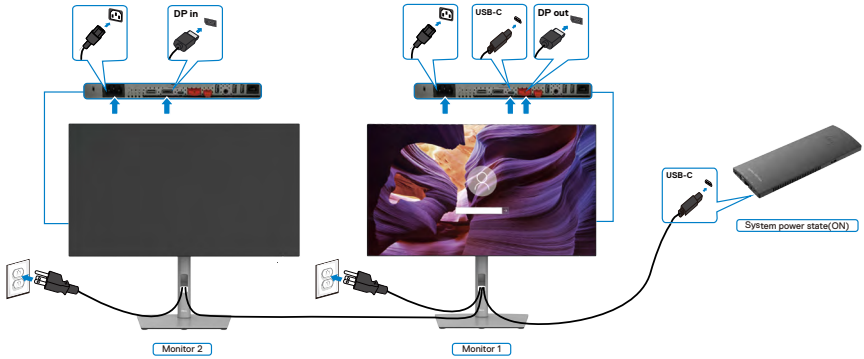 DP in
USB-C
DP out
USB-C
System power state(ON)
Monitor 2
Monitor 1